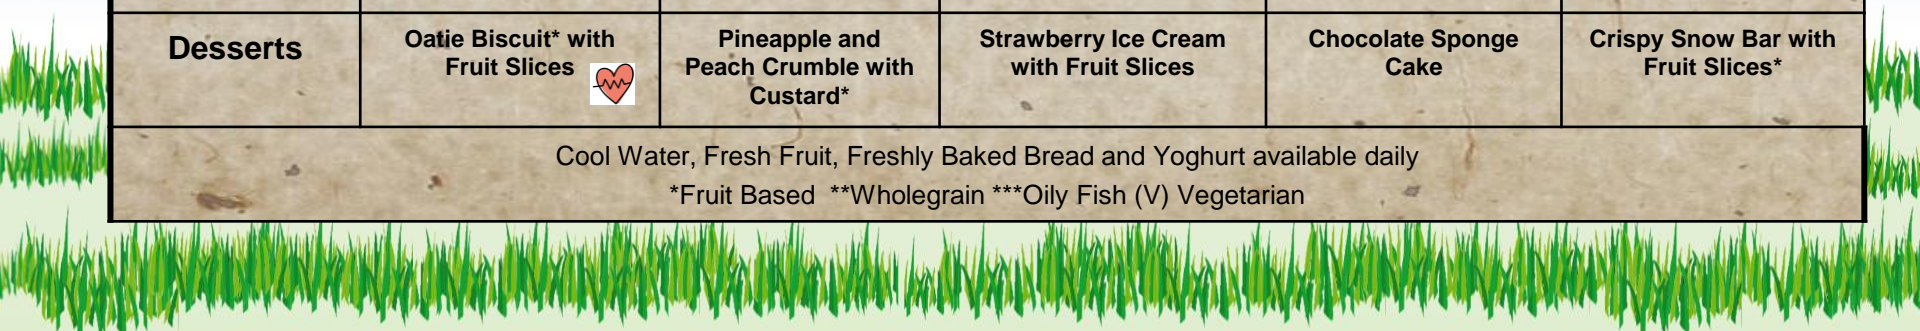 Desserts
Oatie Biscuit* with
Fruit Slices
Pineapple and
Peach Crumble with
Custard*
Strawberry Ice Cream
with Fruit Slices
Chocolate Sponge
Cake
Crispy Snow Bar with
Fruit Slices*
Cool Water, Fresh Fruit, Freshly Baked Bread and Yoghurt available daily
*Fruit Based  **Wholegrain ***Oily Fish (V) Vegetarian